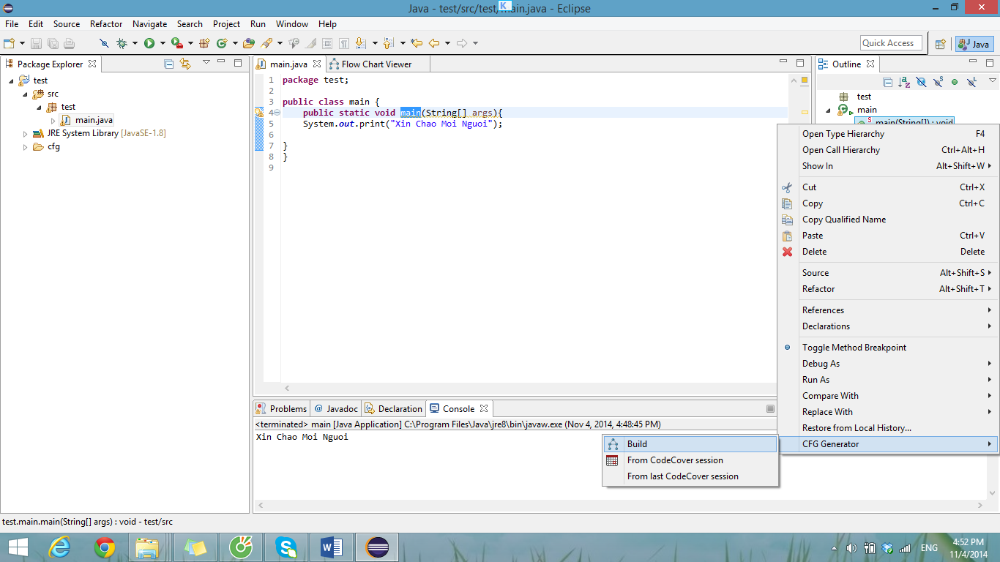 Java - test/src/test/main.java - Eclipse
K
File Edit Source Refactor Navigate Search Project Run Window Help
Quick Access
Java
Package Explorer
test
src
test
main.java
JRE System Library [JavaSE-1.8]
cfg
main.java Flow Chart Viewer
1 package test;
2
3 public class main {
4 public static void main(String[] args){
5 System.out.print("Xin Chao Moi Nguoi");
6
7 }
8 }
9
Outline
test
main
main(String[]) : void
Open Type Hierarchy F4
Open Call Hierarchy Ctrl+Alt+H
Show In Alt+Shift+W
Cut Ctrl+X
Copy Ctrl+C
Copy Qualified Name
Paste Ctrl+V
Delete Delete
Source Alt+Shift+S
Refactor Alt+Shift+T
References
Declarations
Toggle Method Breakpoint
Debug As
Run As
Compare With
Replace With
Restore from Local History...
CFG Generator
Build
From CodeCover session
From last CodeCover session
Problems @ Javadoc Declaration Console
<terminated> main [Java Application] C:\Program Files\Java\jre8\bin\javaw.exe (Nov 4, 2014, 4:48:45 PM)
Xin Chao Moi Nguoi
test.main.main(String[] args) : void - test/src
ENG
4:52 PM
11/4/2014